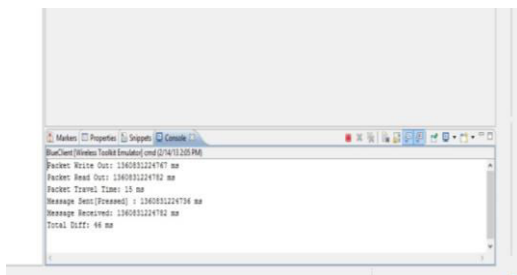 Markers Properties Snippets Console
BlueClient [Wireless Toolkit Emulator] cmd (2/14/13 2:05 PM)
Packet Write Out: 1360831224767 ms
Packet Read Out: 1360831224782 ms
Packet Travel Time: 15 ms
Message Sent[Pressed] : 1360831224736 ms
Message Received: 1360831224782 ms
Total Diff: 46 ms